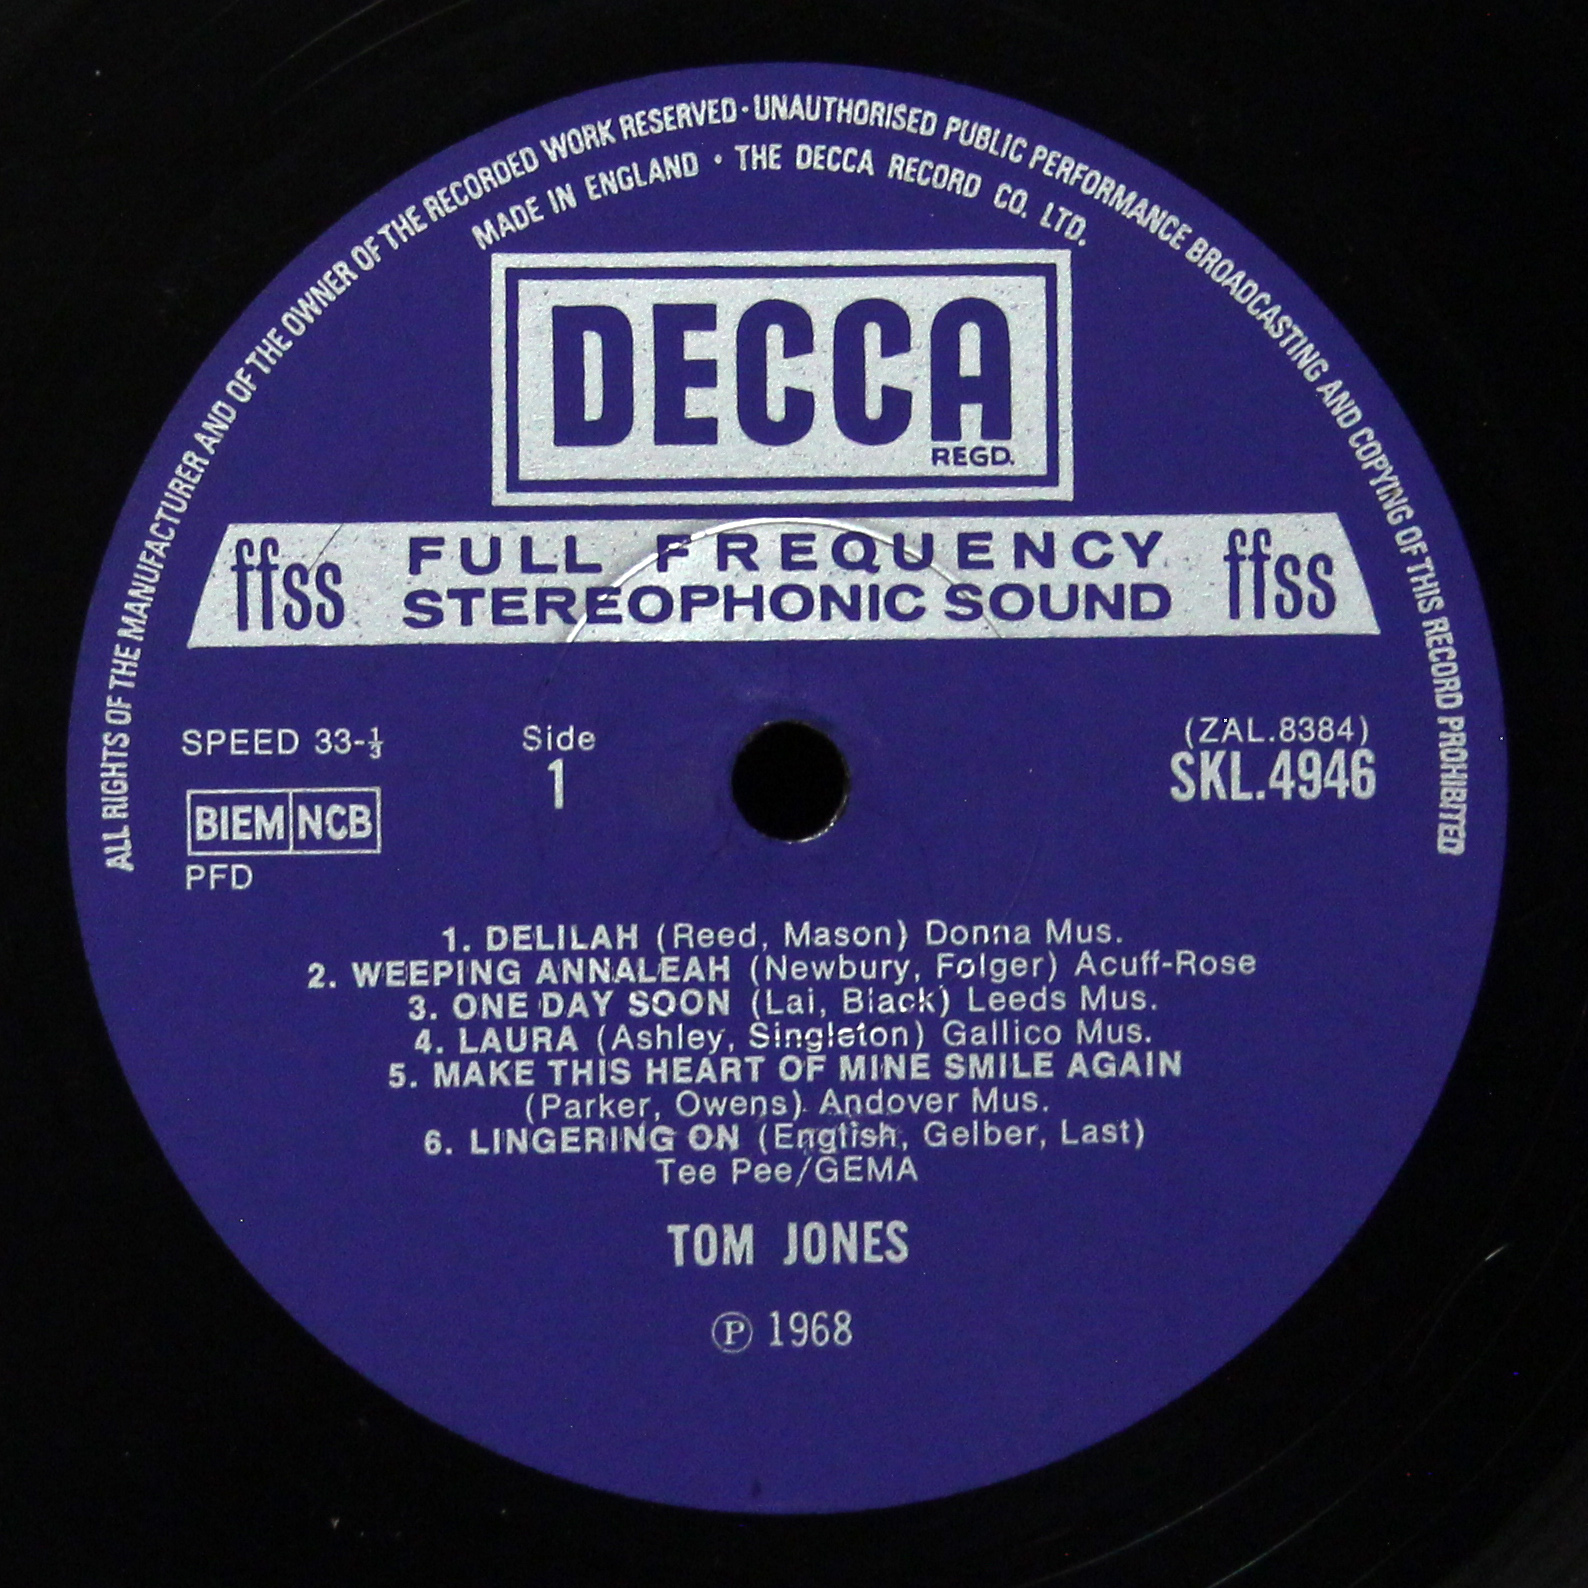 ALL RIGHTS OF THE MANUFACTURER AND OF THE OWNER OF THE RECORDED WORK RESERVED · UNAUTHORISED PUBLIC PERFORMANCE BROADCASTING AND COPYING OF THIS RECORD PROHIBITED
MADE IN ENGLAND · THE DECCA RECORD CO. LTD.
DECCA
REGD.
ffss FULL FREQUENCY ffss
STEREOPHONIC SOUND
SPEED 33-⅓ Side (ZAL.8384)
1 SKL.4946
BIEM NCB
PFD
1. DELILAH (Reed, Mason) Donna Mus.
2. WEEPING ANNALEAH (Newbury, Folger) Acuff-Rose
3. ONE DAY SOON (Lai, Black) Leeds Mus.
4. LAURA (Ashley, Singleton) Gallico Mus.
5. MAKE THIS HEART OF MINE SMILE AGAIN
(Parker, Owens) Andover Mus.
6. LINGERING ON (English, Gelber, Last)
Tee Pee/GEMA
TOM JONES
Ⓟ 1968